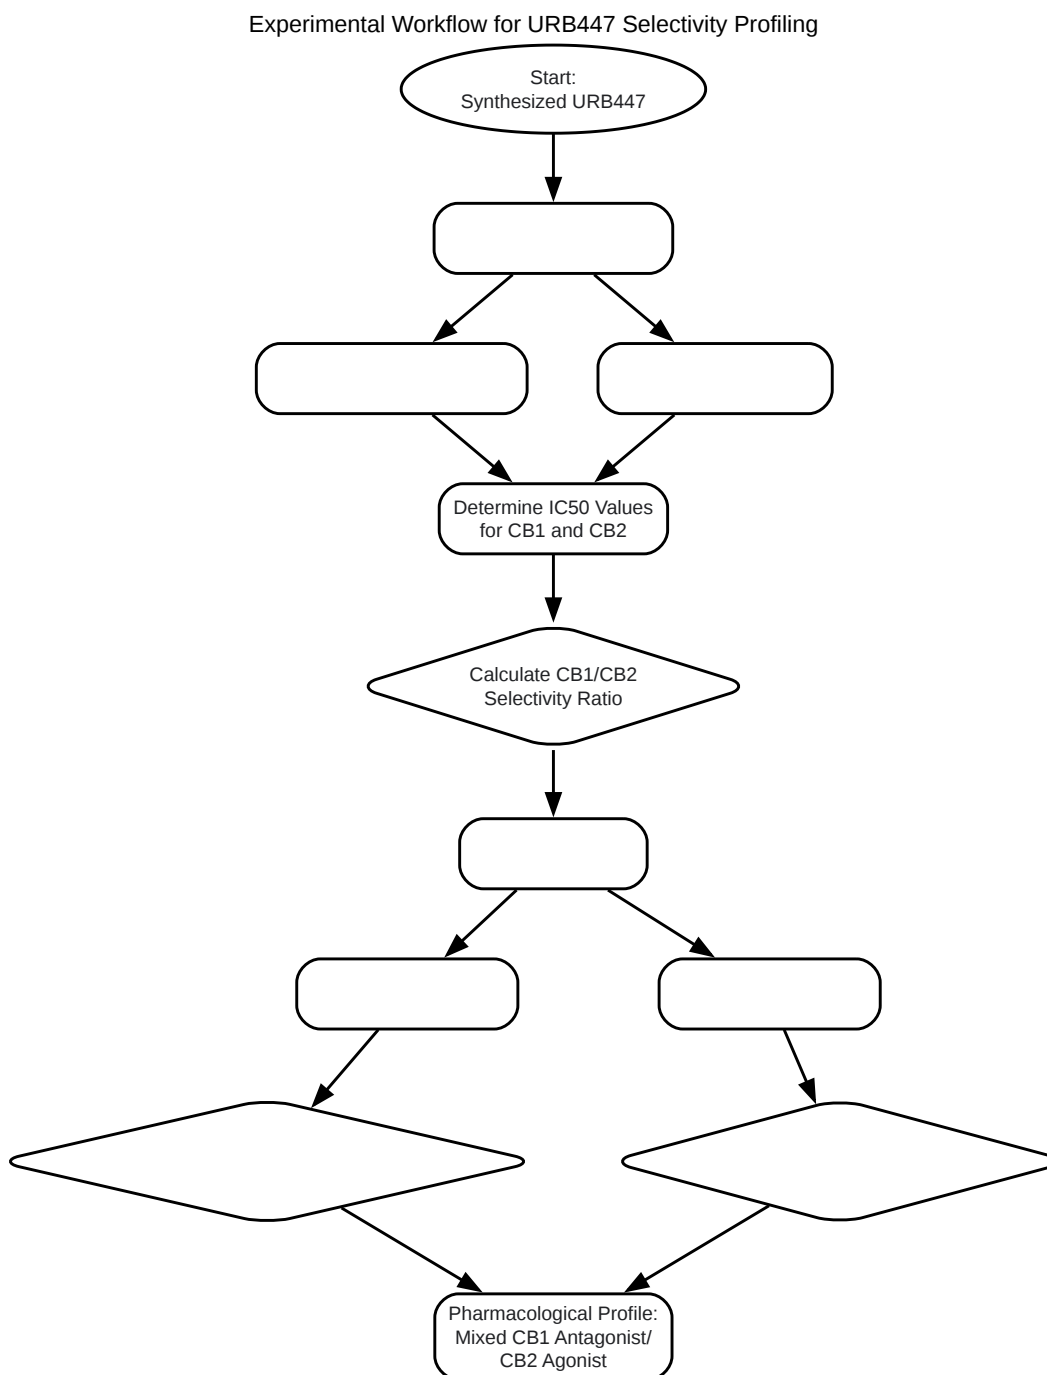 Experimental Workflow for URB447 Selectivity Profiling
Start:
Synthesized URB447
Determine IC50 Values
for CB1 and CB2
Calculate CB1/CB2
Selectivity Ratio
Pharmacological Profile:
Mixed CB1 Antagonist/
CB2 Agonist